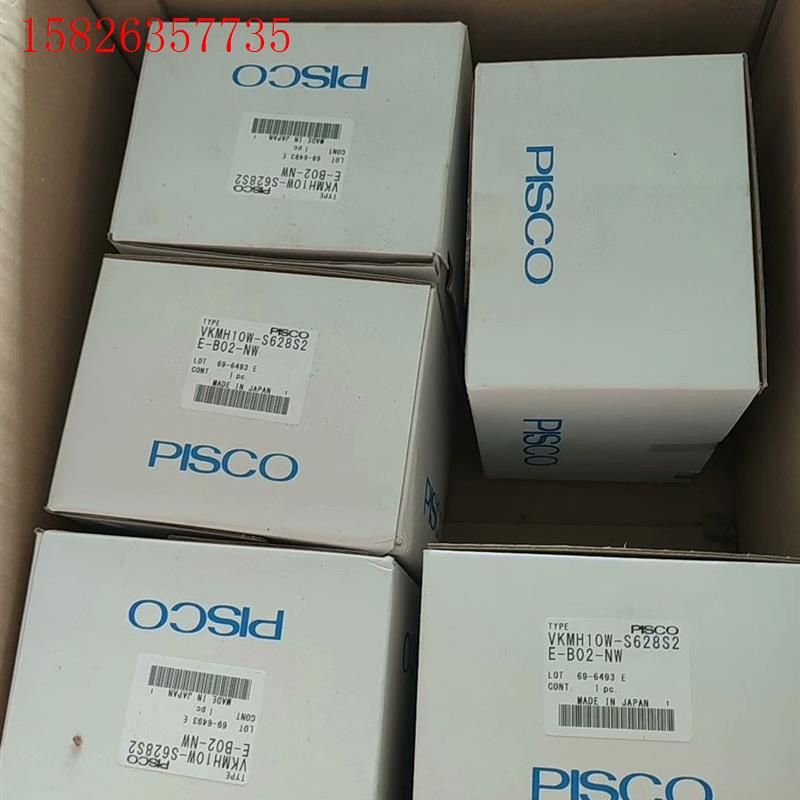 15826357735
PISCO
MADE IN JAPAN 1
1 pc.
CONT.
LOT 69-6493 E
E-B02-NW
VKMH10W-S628S2
TYPE PISCO
PISCO
PISCO
TYPE PISCO
VKMH10W-S628S2
E-B02-NW
LOT 69-6493 E
CONT. 1 pc.
MADE IN JAPAN 1
PISCO
PISCO
PISCO
TYPE PISCO
VKMH10W-S628S2
E-B02-NW
LOT 69-6493 E
CONT. 1 pc.
MADE IN JAPAN 1
TYPE PISCO
VKMH10W-S628S2
E-B02-NW
LOT 69-6493 E
CONT. 1 pc.
MADE IN JAPAN 1
PISCO
PISCO